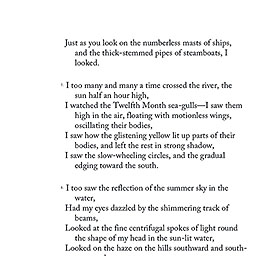 Just as you look on the numberless masts of ships,
and the thick-stemmed pipes of steamboats, I
looked.
I too many and many a time crossed the river, the
sun half an hour high,
I watched the Twelfth Month sea-gulls—I saw them
high in the air, floating with motionless wings,
oscillating their bodies,
I saw how the glistening yellow lit up parts of their
bodies, and left the rest in strong shadow,
I saw the slow-wheeling circles, and the gradual
edging toward the south.
I too saw the reflection of the summer sky in the
water,
Had my eyes dazzled by the shimmering track of
beams,
Looked at the fine centrifugal spokes of light round
the shape of my head in the sun-lit water,
Looked on the haze on the hills southward and south-